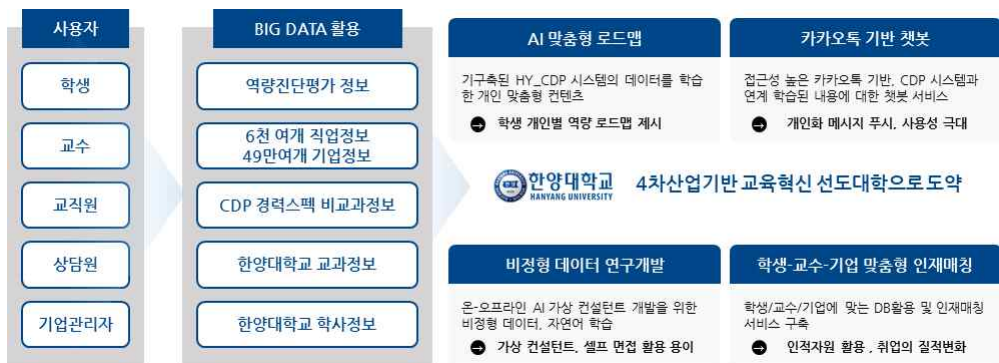 사용자
학생
교수
교직원
상담원
기업관리자
BIG DATA 활용
역량진단평가 정보
6천 여개 직업정보
49만여개 기업정보
CDP 경력스펙 비교과정보
한양대학교 교과정보
한양대학교 학사정보
AI 맞춤형 로드맵
기구축된 HY_CDP 시스템의 데이터를 학습
한 개인 맞춤형 컨텐츠
학생 개인별 역량 로드맵 제시
카카오톡 기반 챗봇
접근성 높은 카카오톡 기반, CDP 시스템과
연계 학습된 내용에 대한 챗봇 서비스
개인화 메시지 푸시, 사용성 극대
한양대학교
HANYANG UNIVERSITY
4차산업기반 교육혁신 선도대학으로 도약
비정형 데이터 연구개발
온-오프라인 AI 가상 컨설턴트 개발을 위한
비정형 데이터, 자연어 학습
가상 컨설턴트, 셀프 면접 활용 용이
학생-교수-기업 맞춤형 인재매칭
학생/교수/기업에 맞는 DB활용 및 인재매칭
서비스 구축
인적자원 활용 , 취업의 질적변화